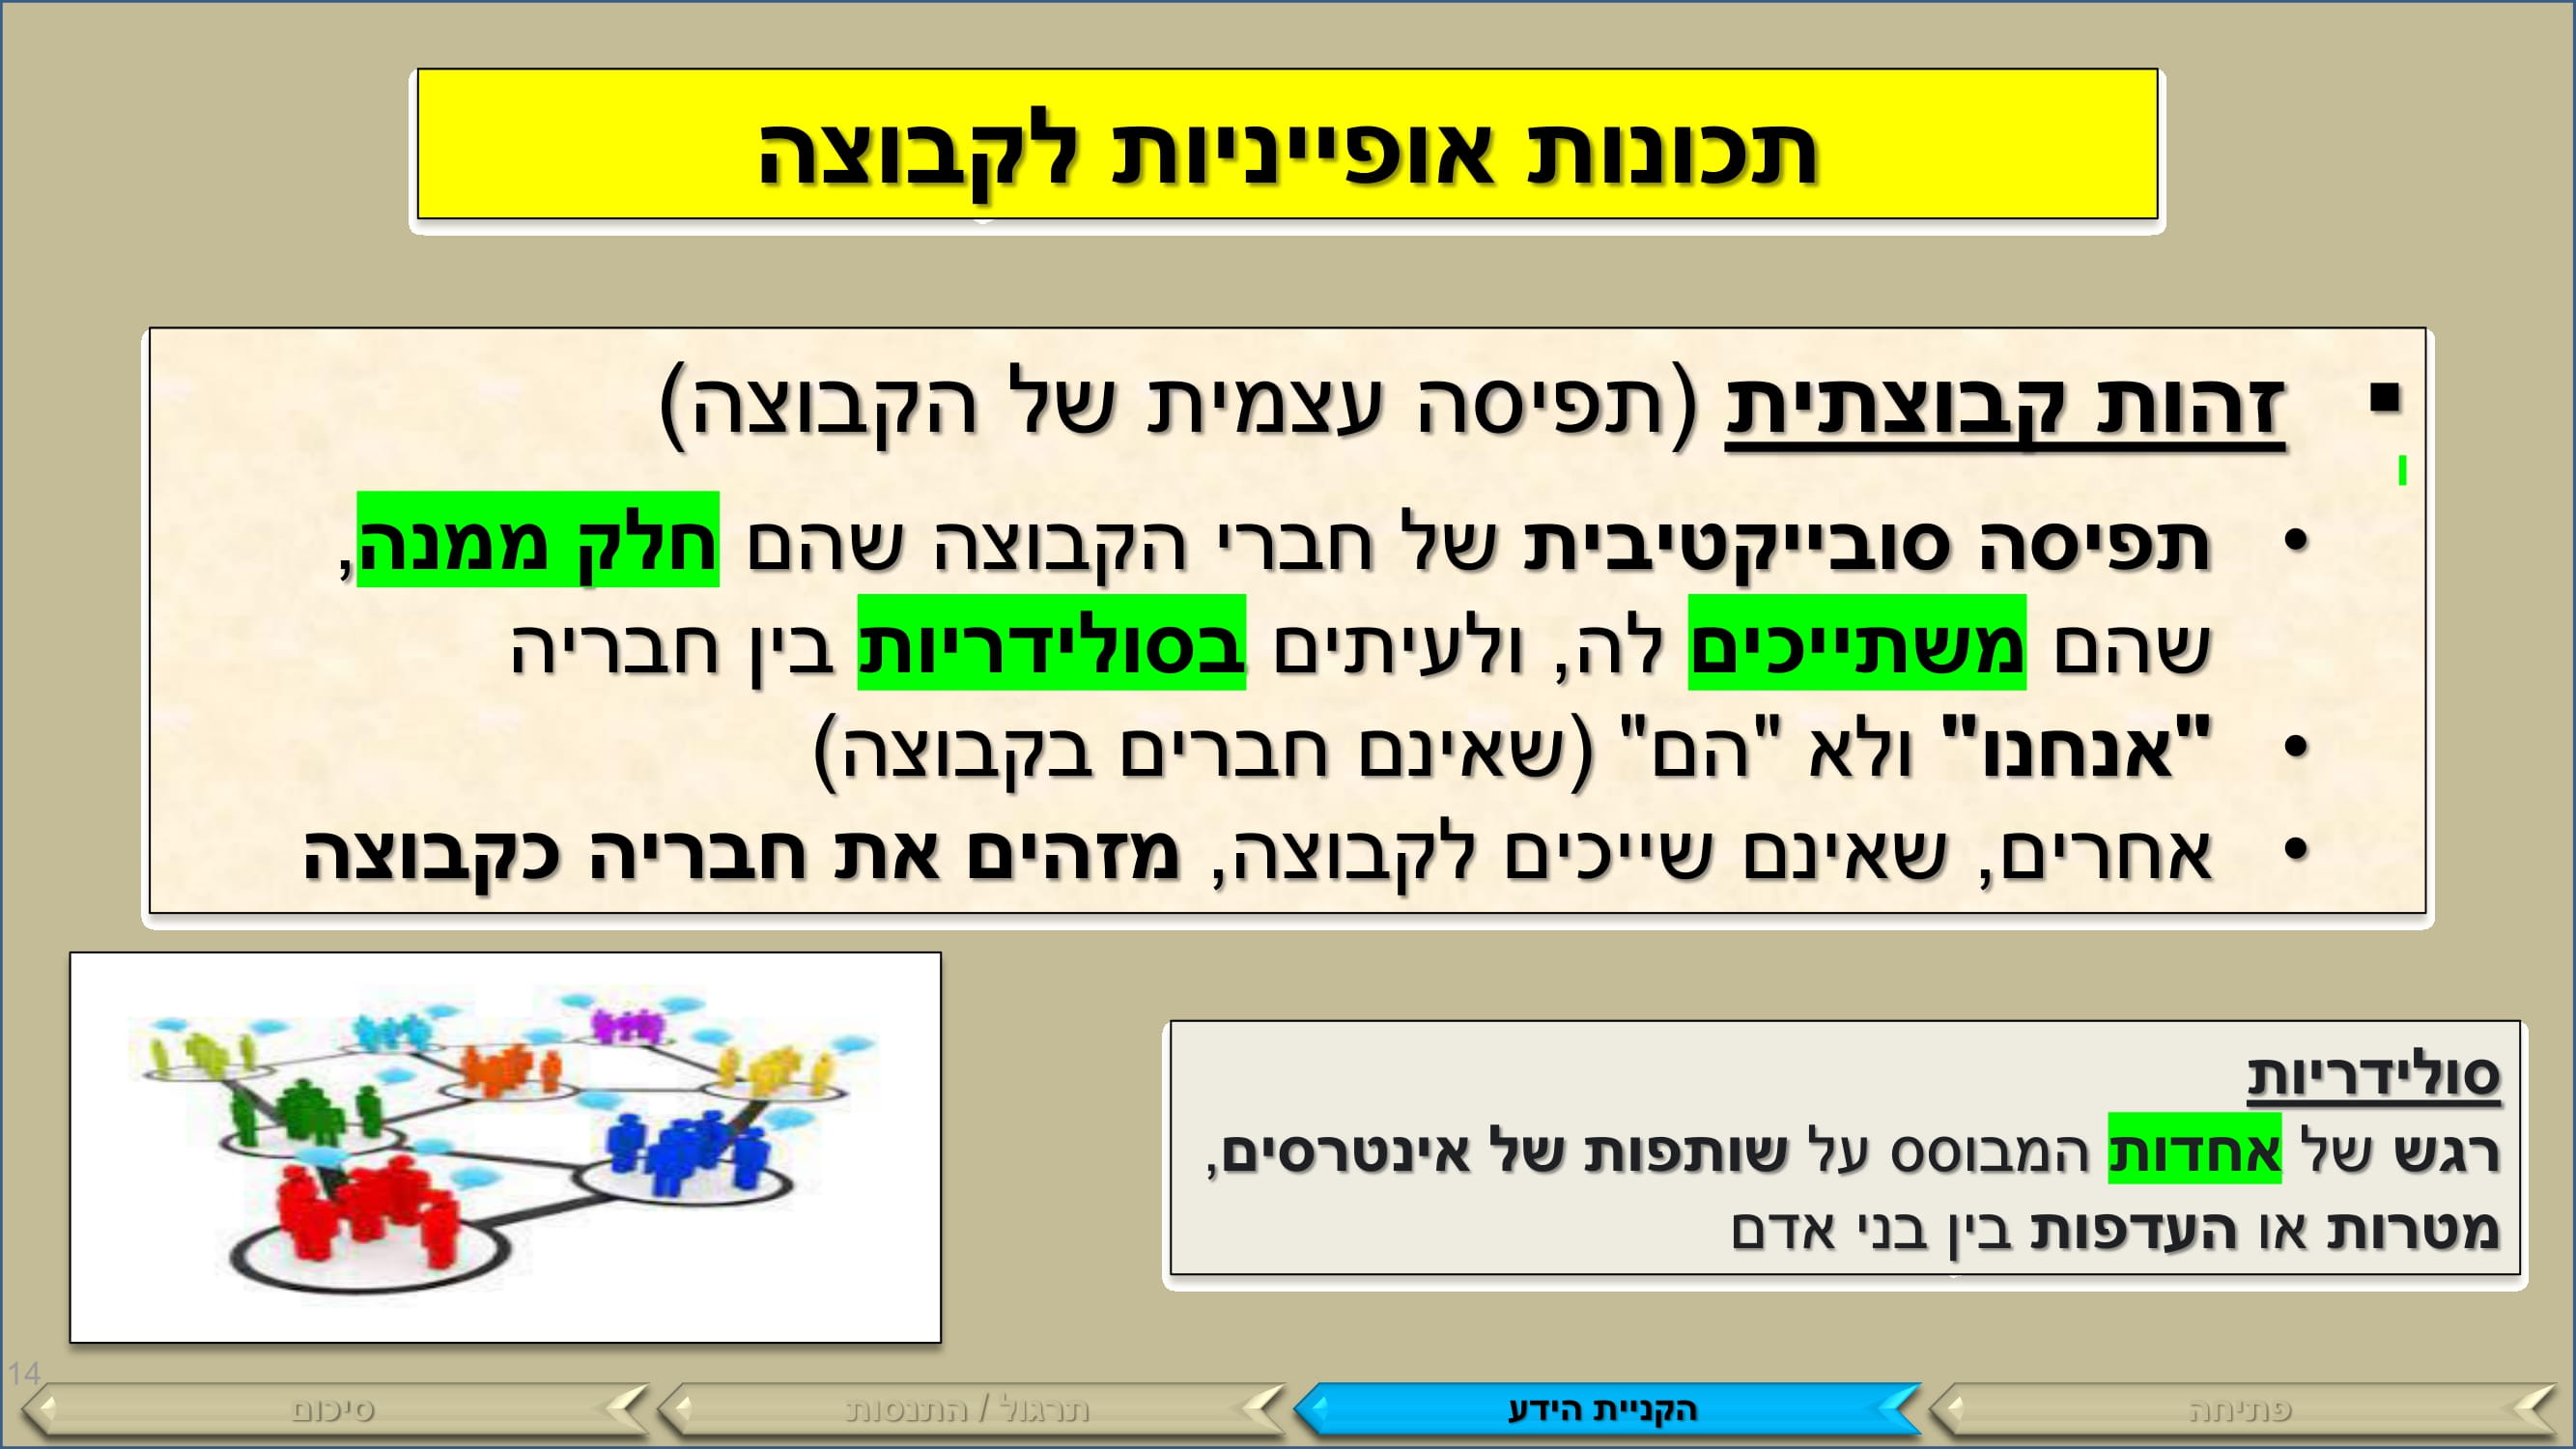 תכונות אופייניות לקבוצה
▪ זהות קבוצתית (תפיסה עצמית של הקבוצה)
• תפיסה סובייקטיבית של חברי הקבוצה שהם חלק ממנה,
שהם משתייכים לה, ולעיתים בסולידריות בין חבריה
• "אנחנו" ולא "הם" (שאינם חברים בקבוצה)
• אחרים, שאינם שייכים לקבוצה, מזהים את חבריה כקבוצה
סולידריות
רגש של אחדות המבוסס על שותפות של אינטרסים,
מטרות או העדפות בין בני אדם
14
פתיחה
הקניית הידע
תרגול / התנסות
סיכום